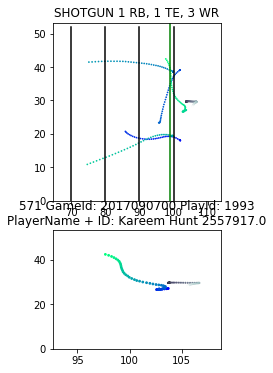 SHOTGUN 1 RB, 1 TE, 3 WR
50
40
30
20
10
0
70 80 90 100 110
571 GameId: 2017090700 PlayId: 1993
PlayerName + ID: Kareem Hunt 2557917.0
40
20
0
95 100 105